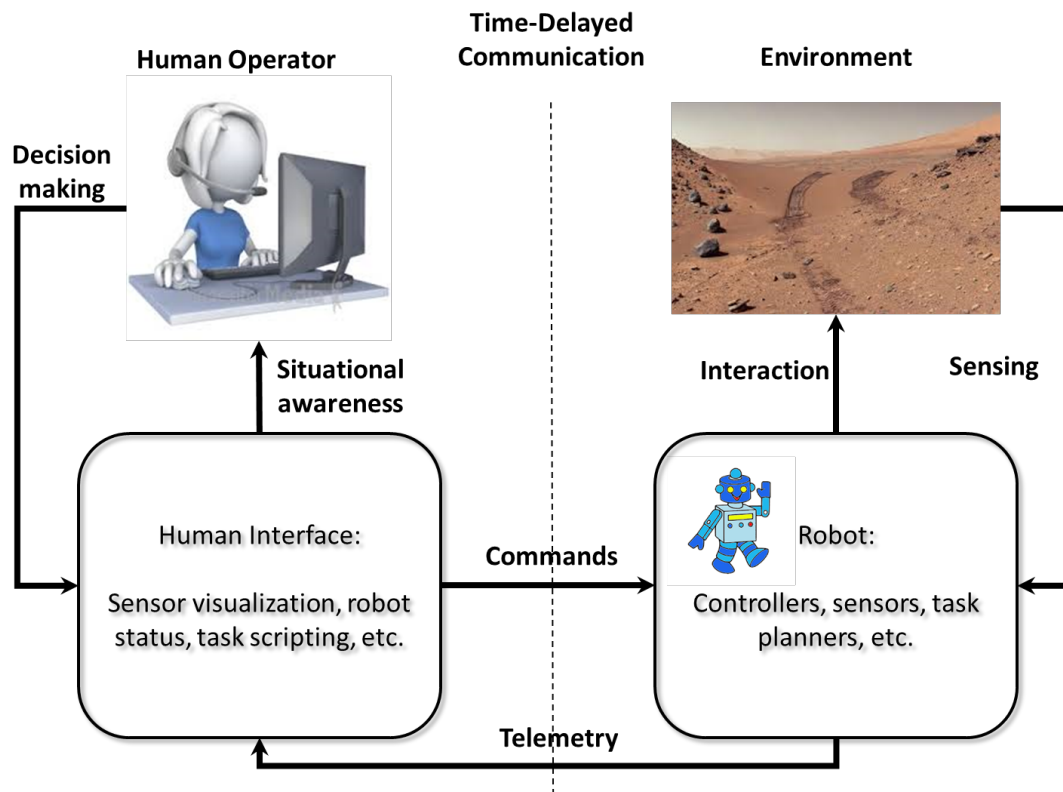 Time-Delayed
Communication
Human Operator
Environment
Decision
making
Situational
awareness
Interaction
Sensing
Human Interface:
Sensor visualization, robot
status, task scripting, etc.
Commands
Robot:
Controllers, sensors, task
planners, etc.
Telemetry